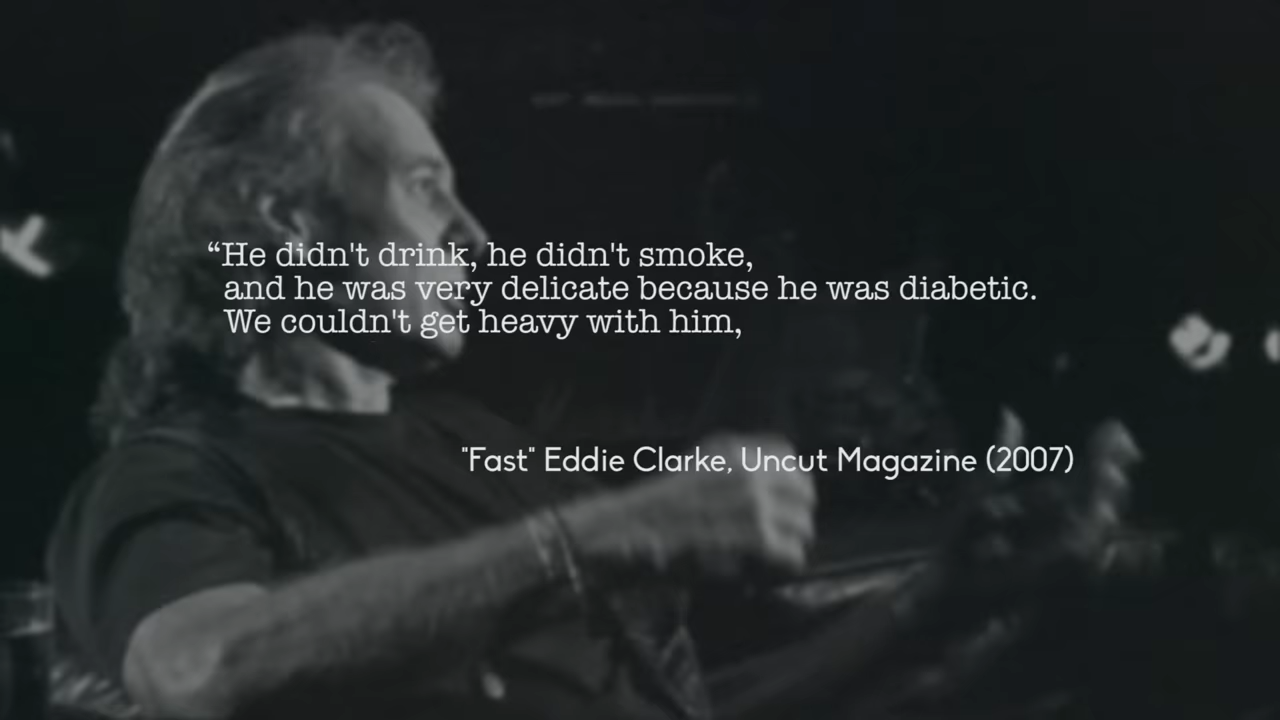 “He didn't drink, he didn't smoke,
and he was very delicate because he was diabetic.
We couldn't get heavy with him,
"Fast" Eddie Clarke, Uncut Magazine (2007)